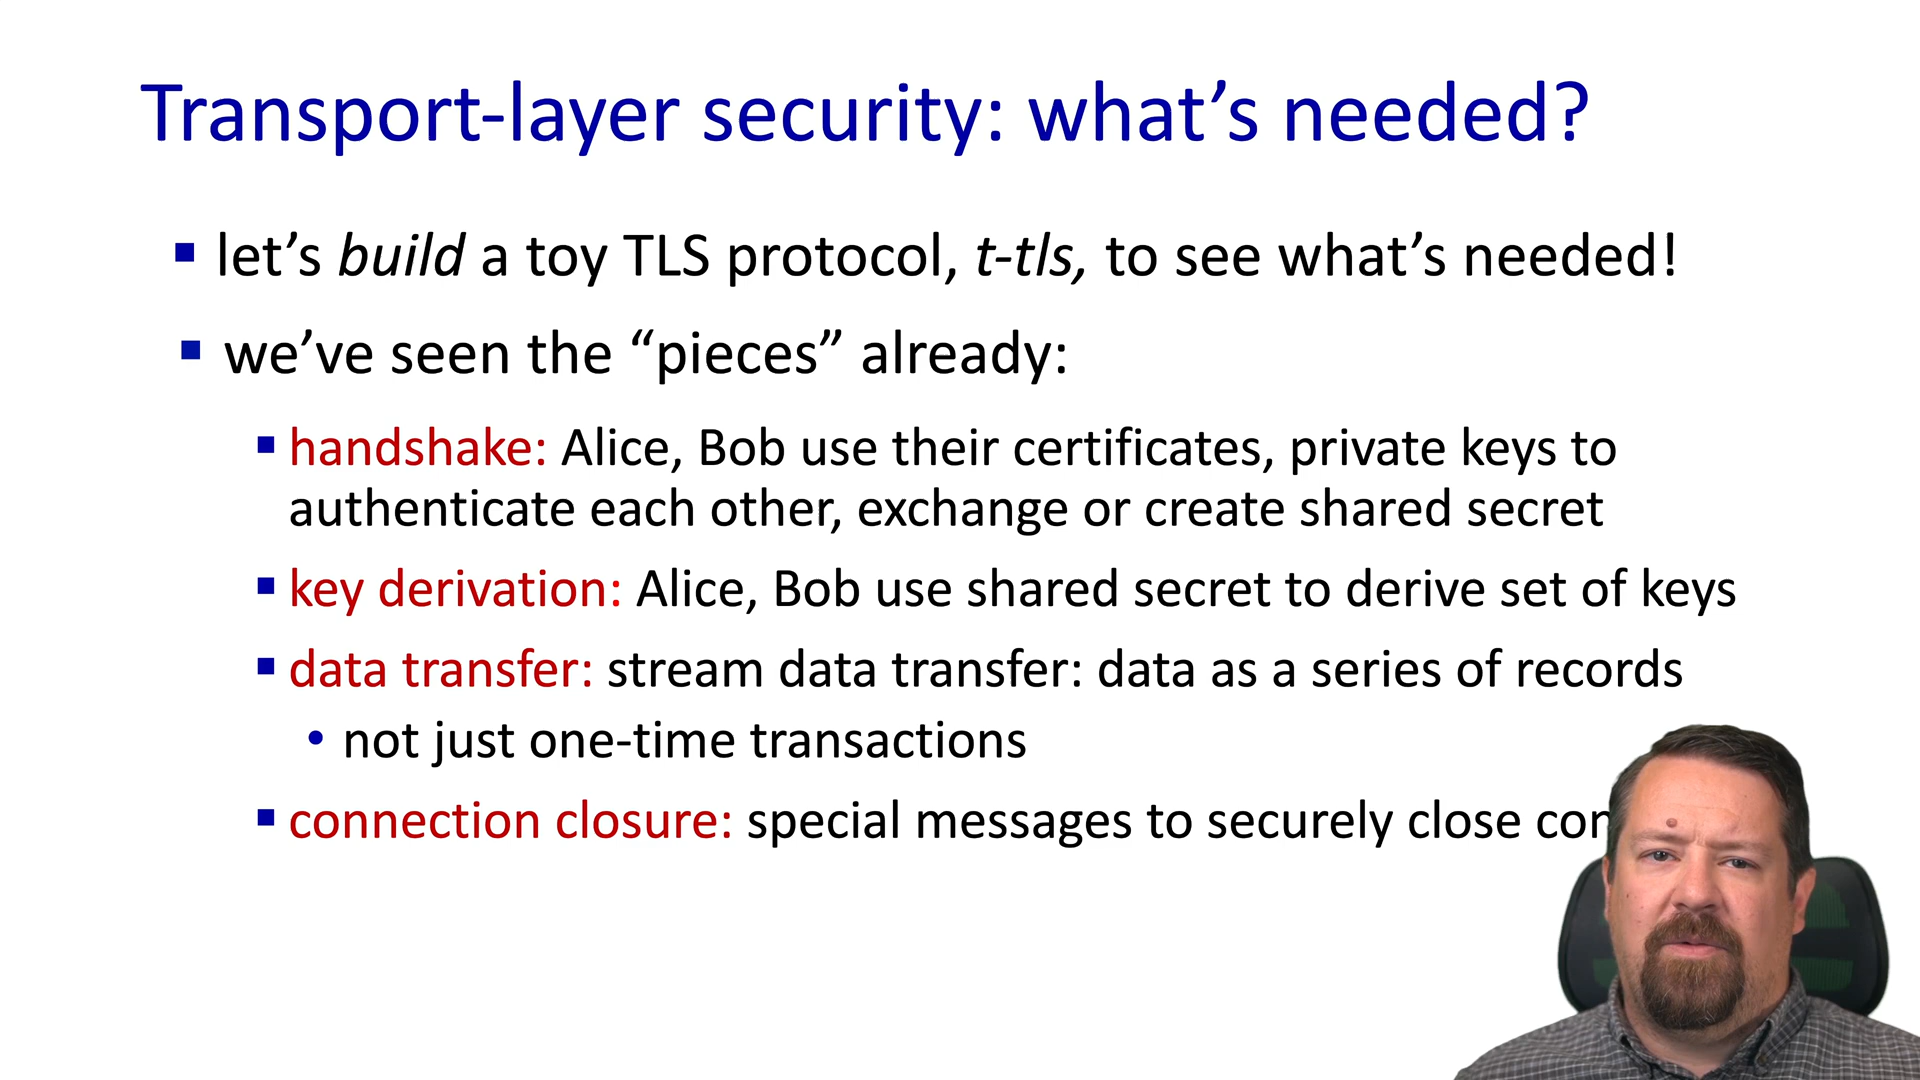 Transport-layer security: what's needed?
let's build a toy TLS protocol, t-tls, to see what's needed!
we've seen the “pieces” already:
handshake: Alice, Bob use their certificates, private keys to
authenticate each other, exchange or create shared secret
key derivation: Alice, Bob use shared secret to derive set of keys
data transfer: stream data transfer: data as a series of records
not just one-time transactions
connection closure: special messages to securely close